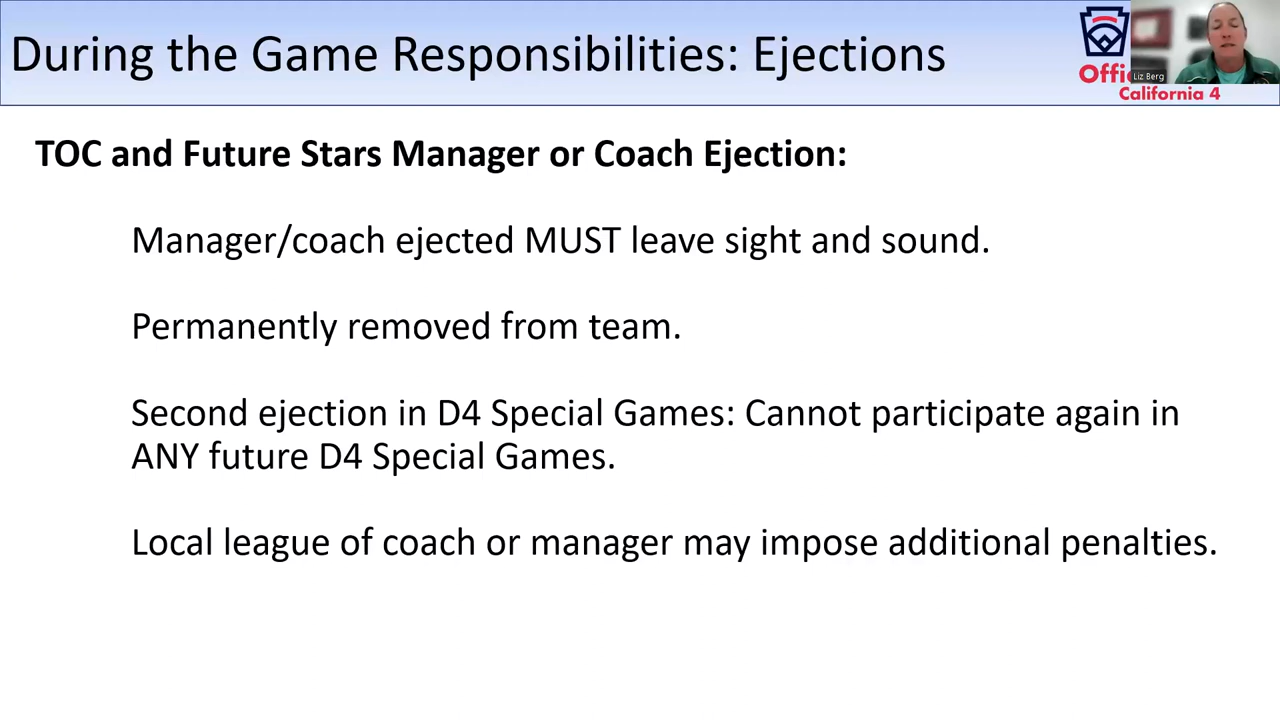 During the Game Responsibilities: Ejections
Offi
Liz Berg
California 4
TOC and Future Stars Manager or Coach Ejection:
Manager/coach ejected MUST leave sight and sound.
Permanently removed from team.
Second ejection in D4 Special Games: Cannot participate again in
ANY future D4 Special Games.
Local league of coach or manager may impose additional penalties.